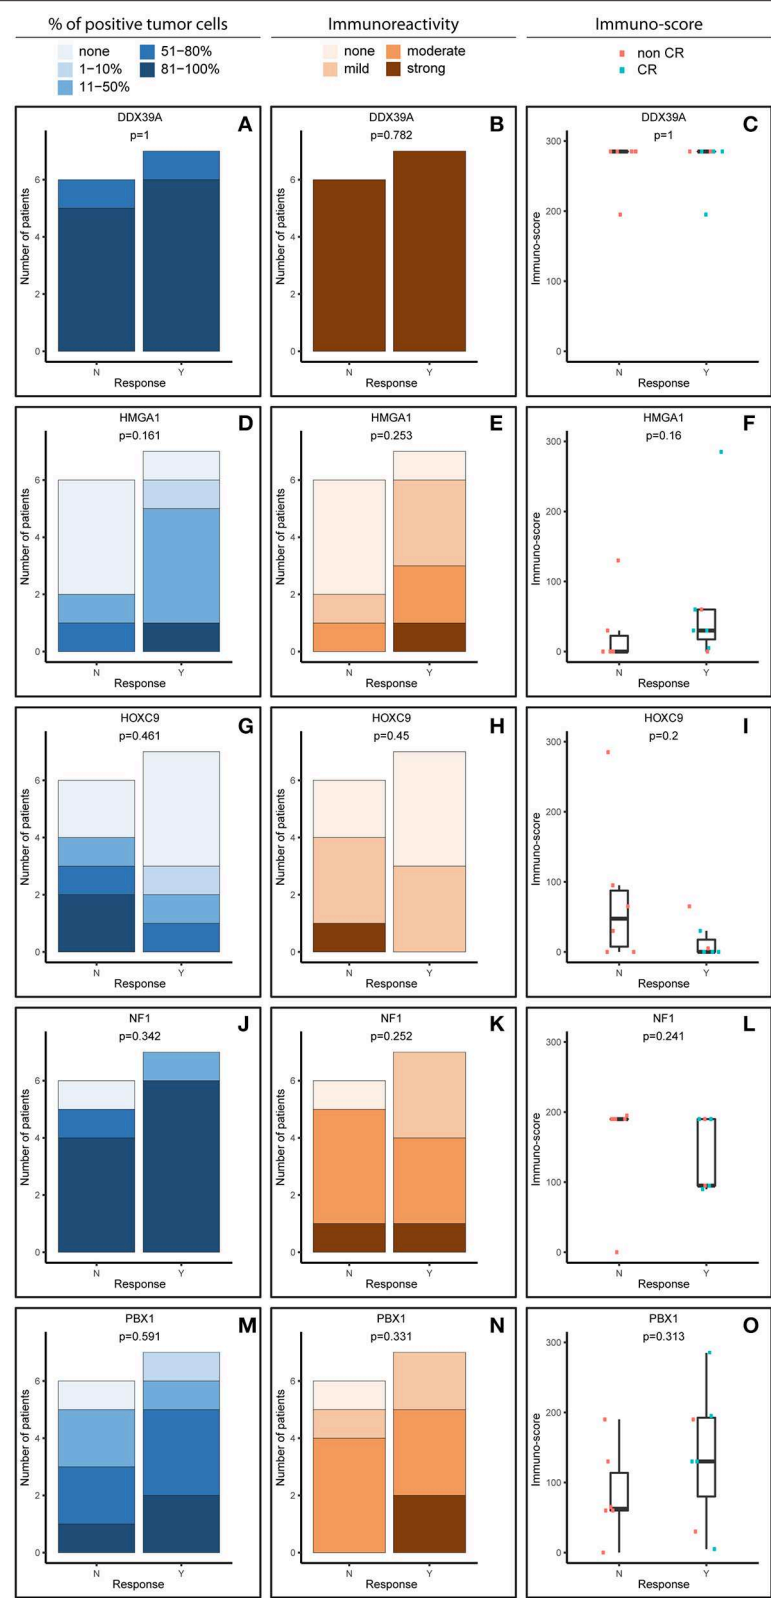 % of positive tumor cells
Immunoreactivity
Immuno-score
none
51−80%
1−10%
81−100%
11−50%
none
moderate
mild
strong
non CR
CR
DDX39A
A
p=1
Number of patients
6
4
2
0
N
Y
Response
DDX39A
B
p=0.782
Number of patients
6
4
2
0
N
Y
Response
DDX39A
C
p=1
Immuno-score
300
200
100
0
N
Y
Response
HMGA1
D
p=0.161
Number of patients
6
4
2
0
N
Y
Response
HMGA1
E
p=0.253
Number of patients
6
4
2
0
N
Y
Response
HMGA1
F
p=0.16
Immuno-score
300
200
100
0
N
Y
Response
HOXC9
G
p=0.461
Number of patients
6
4
2
0
N
Y
Response
HOXC9
H
p=0.45
Number of patients
6
4
2
0
N
Y
Response
HOXC9
I
p=0.2
Immuno-score
300
200
100
0
N
Y
Response
NF1
J
p=0.342
Number of patients
6
4
2
0
N
Y
Response
NF1
K
p=0.252
Number of patients
6
4
2
0
N
Y
Response
NF1
L
p=0.241
Immuno-score
300
200
100
0
N
Y
Response
PBX1
M
p=0.591
Number of patients
6
4
2
0
N
Y
Response
PBX1
N
p=0.331
Number of patients
6
4
2
0
N
Y
Response
PBX1
O
p=0.313
Immuno-score
300
200
100
0
N
Y
Response